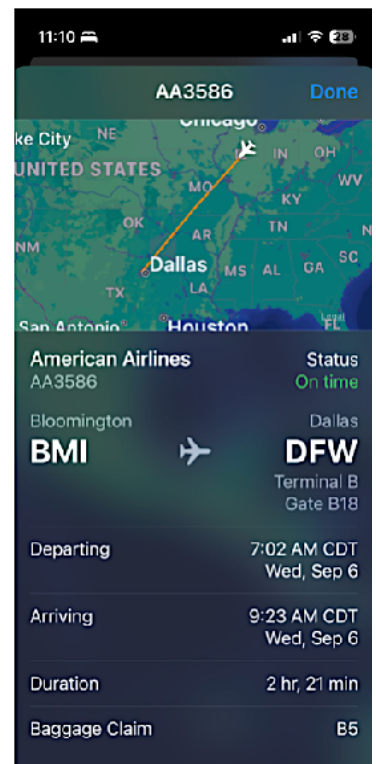 11:10
28
AA3586
Done
Chicago
ke City
NE
IN
OH
UNITED STATES
MO
WV
KY
OK
TN
AR
NM
Dallas
MS
AL
GA
SC
TX
LA
San Antonio
Houston
Legal
FL
American Airlines
Status
AA3586
On time
Bloomington
Dallas
BMI
DFW
Terminal B
Gate B18
Departing
7:02 AM CDT
Wed, Sep 6
Arriving
9:23 AM CDT
Wed, Sep 6
Duration
2 hr, 21 min
Baggage Claim
B5